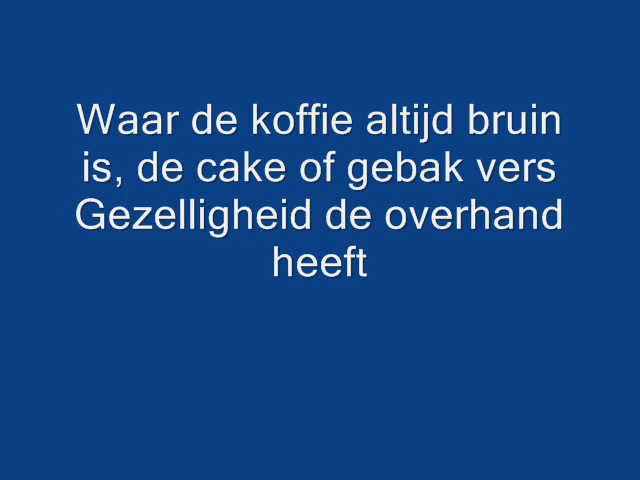 Waar de koffie altijd bruin
is, de cake of gebak vers
Gezelligheid de overhand
heeft